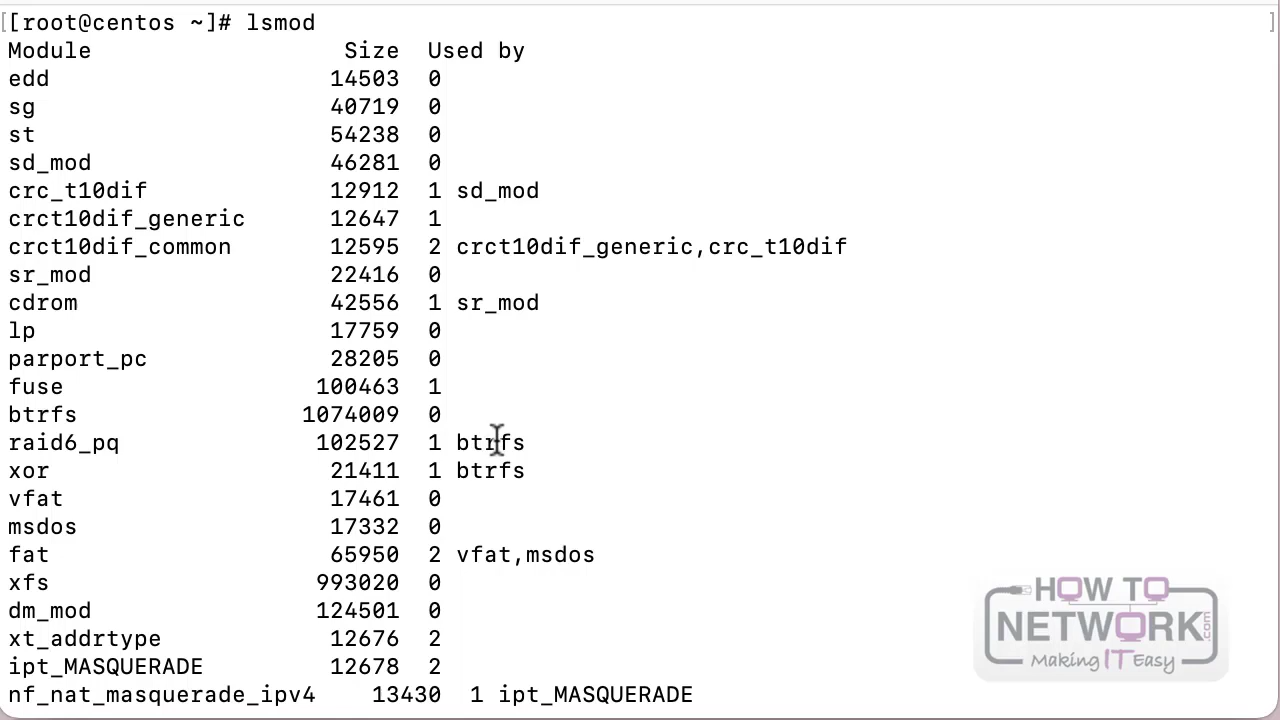 [[root@centos ~]# lsmod ]
Module Size Used by
edd 14503 0
sg 40719 0
st 54238 0
sd_mod 46281 0
crc_t10dif 12912 1 sd_mod
crct10dif_generic 12647 1
crct10dif_common 12595 2 crct10dif_generic,crc_t10dif
sr_mod 22416 0
cdrom 42556 1 sr_mod
lp 17759 0
parport_pc 28205 0
fuse 100463 1
btrfs 1074009 0
raid6_pq 102527 1 btrfs
xor 21411 1 btrfs
vfat 17461 0
msdos 17332 0
fat 65950 2 vfat,msdos
xfs 993020 0
dm_mod 124501 0
xt_addrtype 12676 2
ipt_MASQUERADE 12678 2
nf_nat_masquerade_ipv4 13430 1 ipt_MASQUERADE
HOW TO
NETWORK.com
Making IT Easy